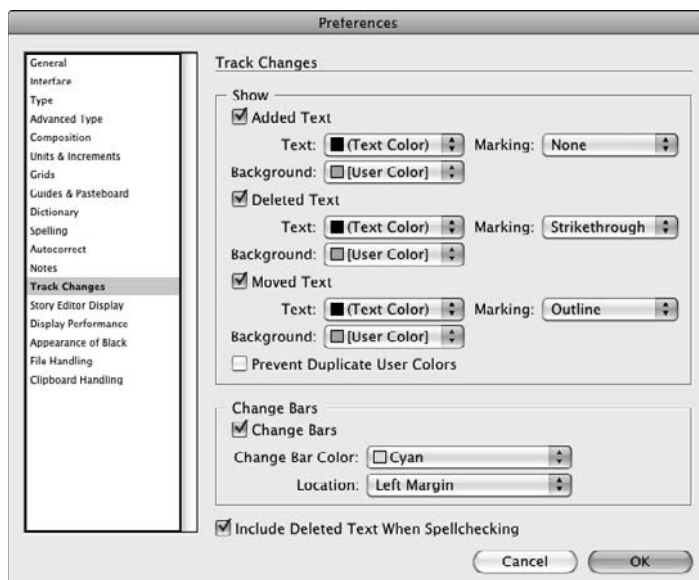 Preferences
General
Interface
Type
Advanced Type
Composition
Units & Increments
Grids
Guides & Pasteboard
Dictionary
Spelling
Autocorrect
Notes
Track Changes
Story Editor Display
Display Performance
Appearance of Black
File Handling
Clipboard Handling
Track Changes
Show
Added Text
Text: (Text Color) Marking: None
Background: [User Color]
Deleted Text
Text: (Text Color) Marking: Strikethrough
Background: [User Color]
Moved Text
Text: (Text Color) Marking: Outline
Background: [User Color]
Prevent Duplicate User Colors
Change Bars
Change Bars
Change Bar Color: Cyan
Location: Left Margin
Include Deleted Text When Spellchecking
Cancel OK